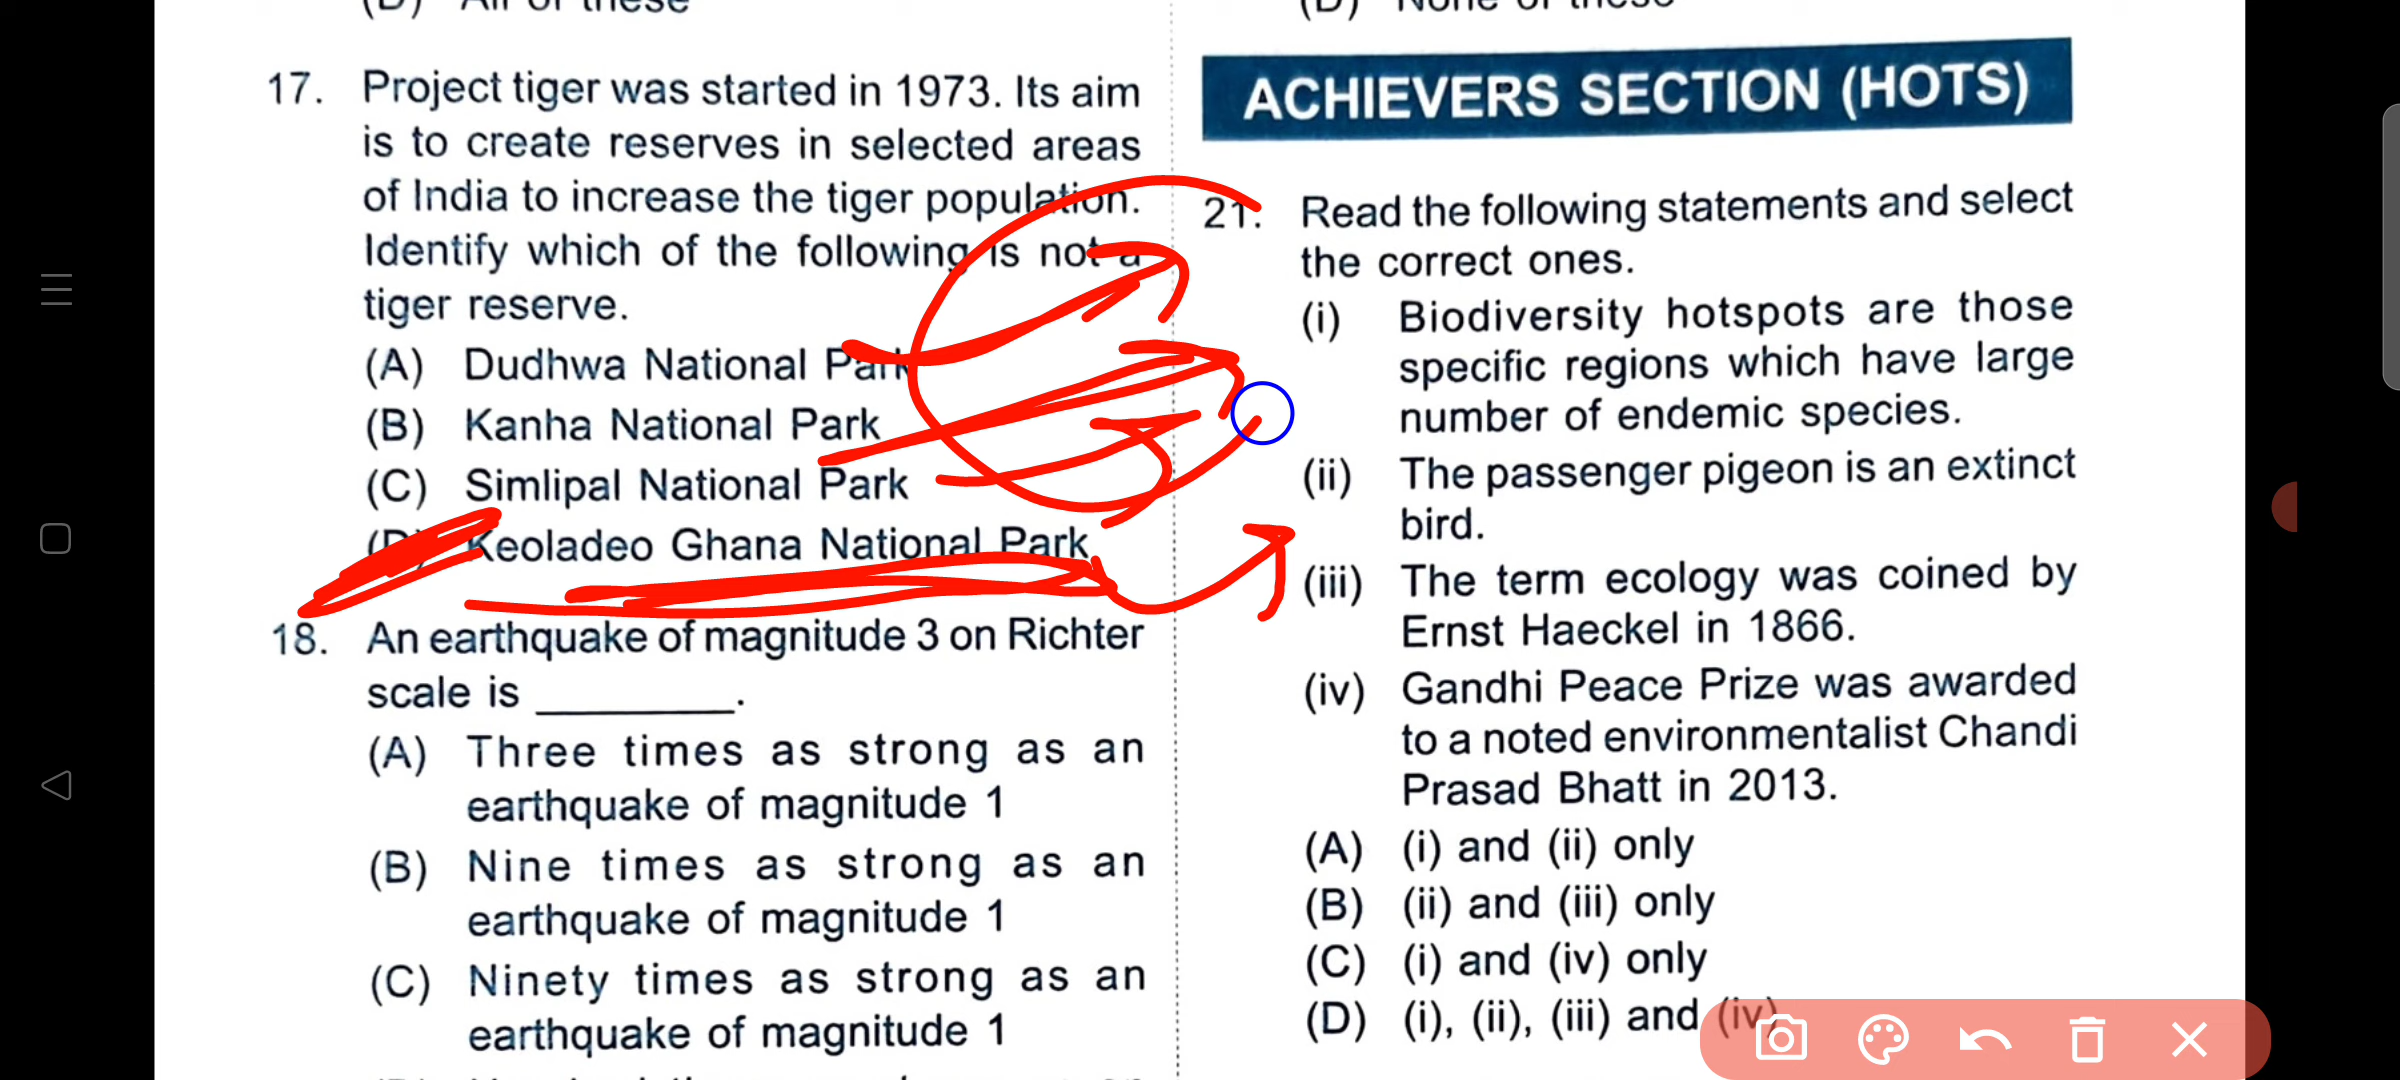 (D) All of these
17. Project tiger was started in 1973. Its aim
is to create reserves in selected areas
of India to increase the tiger population.
Identify which of the following is not a
tiger reserve.
(A) Dudhwa National Park
(B) Kanha National Park
(C) Simlipal National Park
(D) Keoladeo Ghana National Park
18. An earthquake of magnitude 3 on Richter
scale is ________.
(A) Three times as strong as an
earthquake of magnitude 1
(B) Nine times as strong as an
earthquake of magnitude 1
(C) Ninety times as strong as an
earthquake of magnitude 1
(D) None of these
ACHIEVERS SECTION (HOTS)
21. Read the following statements and select
the correct ones.
(i) Biodiversity hotspots are those
specific regions which have large
number of endemic species.
(ii) The passenger pigeon is an extinct
bird.
(iii) The term ecology was coined by
Ernst Haeckel in 1866.
(iv) Gandhi Peace Prize was awarded
to a noted environmentalist Chandi
Prasad Bhatt in 2013.
(A) (i) and (ii) only
(B) (ii) and (iii) only
(C) (i) and (iv) only
(D) (i), (ii), (iii) and (iv)